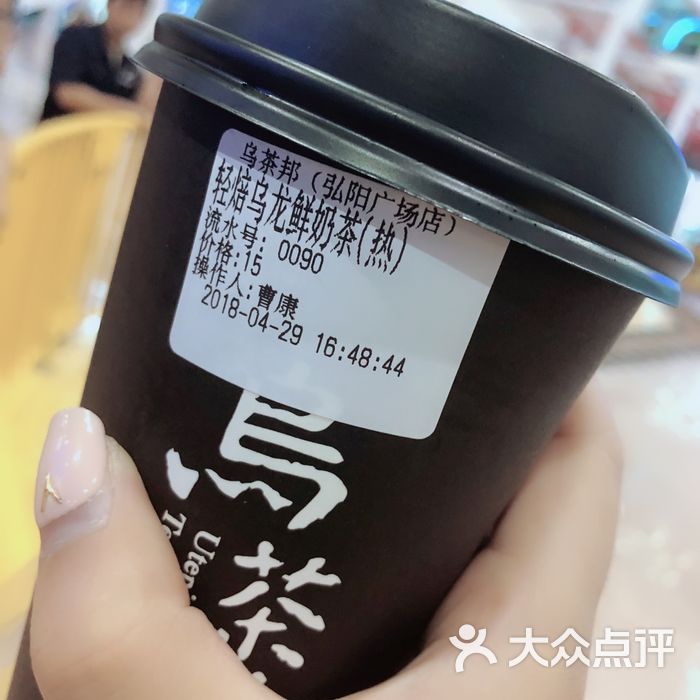 乌茶邦（弘阳广场店）
轻焙乌龙鲜奶茶(热)
流水号: 0090
价格:15
操作人:曹康
2018-04-29 16:48:44
乌茶
大众点评